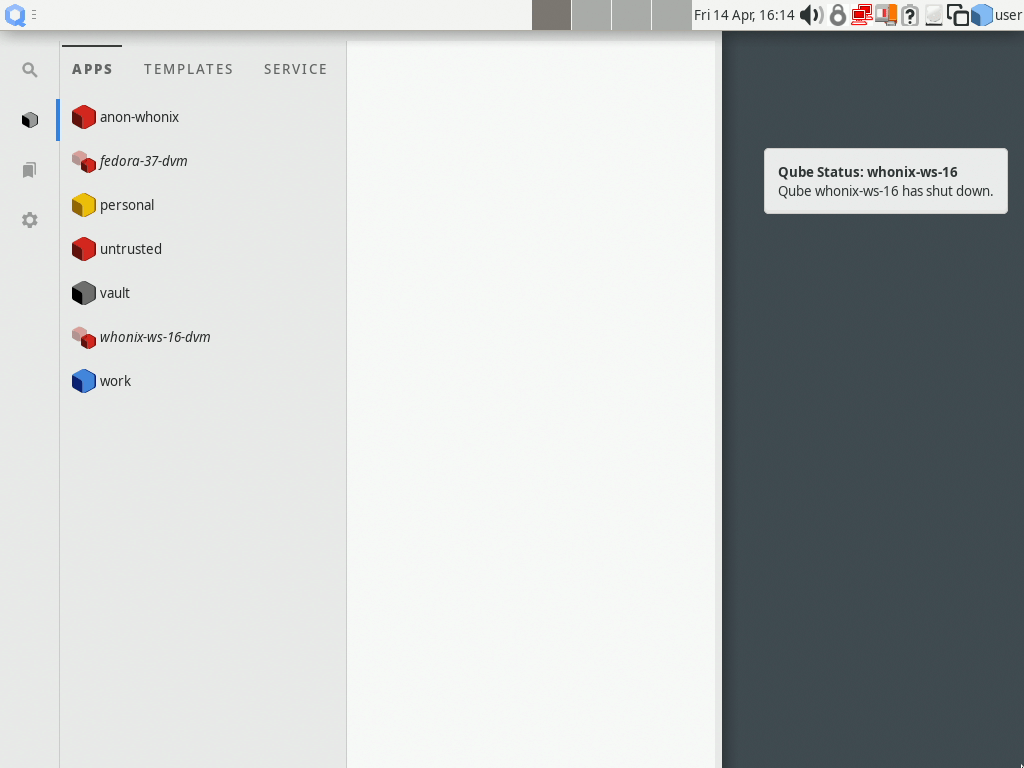 Fri 14 Apr, 16:14
user
APPS TEMPLATES SERVICE
anon-whonix
fedora-37-dvm
personal
untrusted
vault
whonix-ws-16-dvm
work
Qube Status: whonix-ws-16
Qube whonix-ws-16 has shut down.